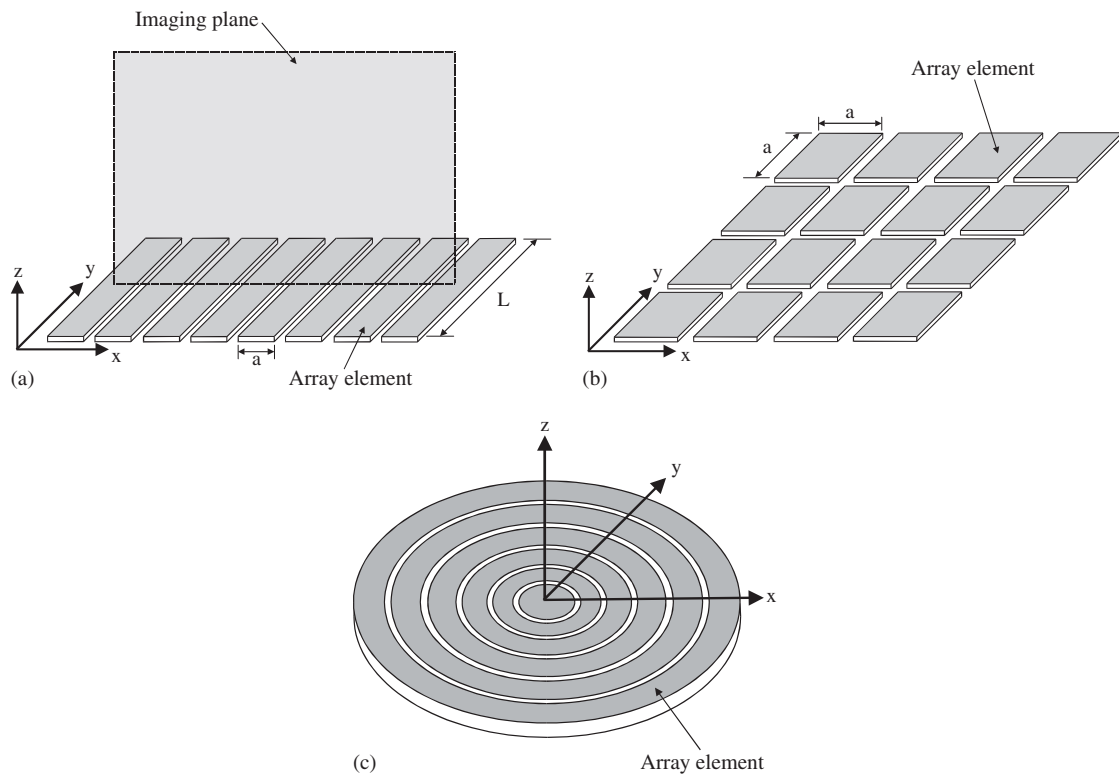 Imaging plane
z
y
x
L
a
Array element
(a)
Array element
a
a
z
y
x
(b)
z
y
x
Array element
(c)